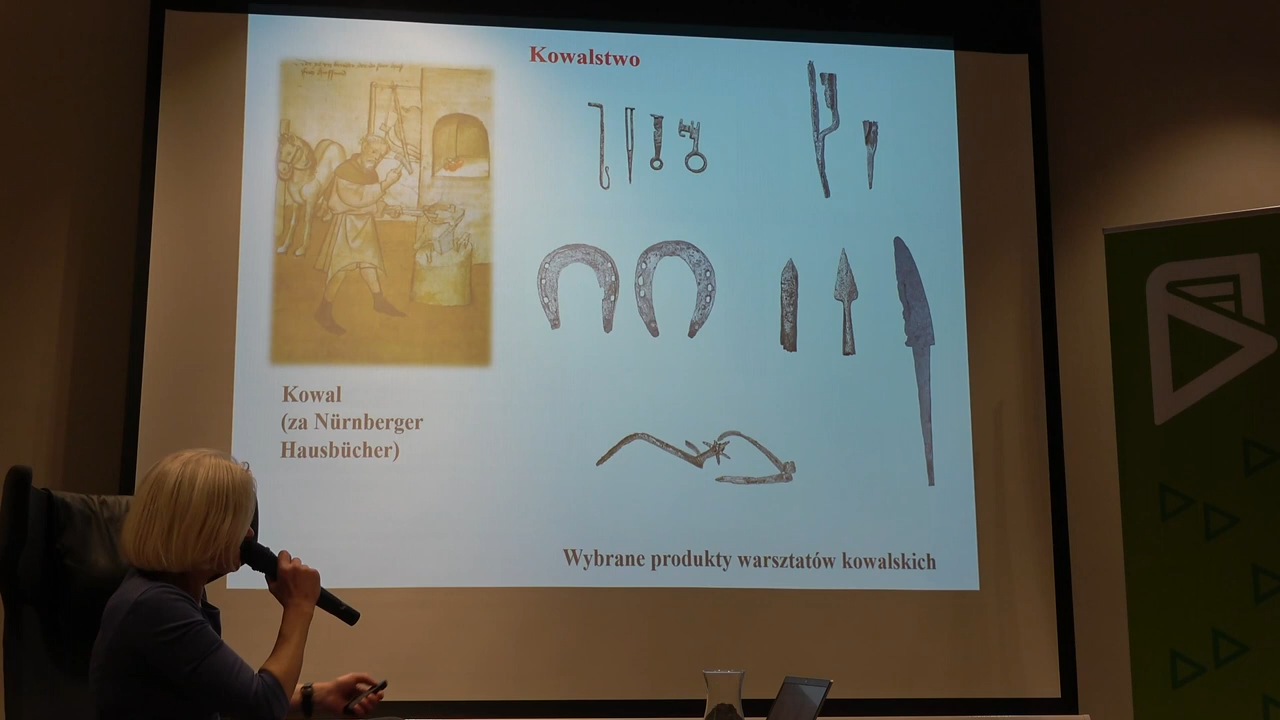 Kowalstwo
Kowal
(za Nürnberger
Hausbücher)
Wybrane produkty warsztatów kowalskich